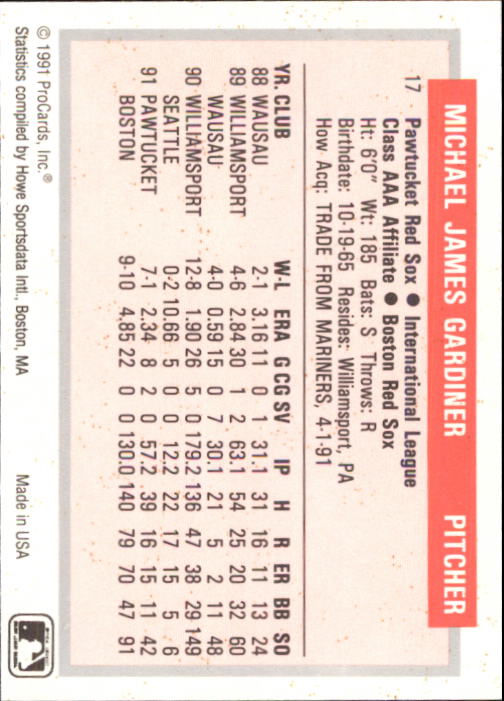 MICHAEL JAMES GARDINER PITCHER
17 Pawtucket Red Sox ● International League
Class AAA Affiliate ● Boston Red Sox
Ht: 6'0" Wt: 185 Bats: S Throws: R
Birthdate: 10-19-65 Resides: Williamsport, PA
How Acq: TRADE FROM MARINERS, 4-1-91
YR. CLUB W-L ERA G CG SV IP H R ER BB SO
88 WAUSAU 2-1 3.16 11 0 1 31.1 31 16 11 13 24
89 WILLIAMSPORT 4-6 2.84 30 1 2 63.1 54 25 20 32 60
WAUSAU 4-0 0.59 15 0 7 30.1 21 5 2 11 48
90 WILLIAMSPORT 12-8 1.90 26 5 0 179.2 136 47 38 29 149
SEATTLE 0-2 10.66 5 0 0 12.2 22 17 15 5 6
91 PAWTUCKET 7-1 2.34 8 2 0 57.2 39 16 15 11 42
BOSTON 9-10 4.85 22 0 0 130.0 140 79 70 47 91
© 1991 ProCards, Inc.®
Statistics compiled by Howe Sportsdata Intl., Boston, MA Made in USA